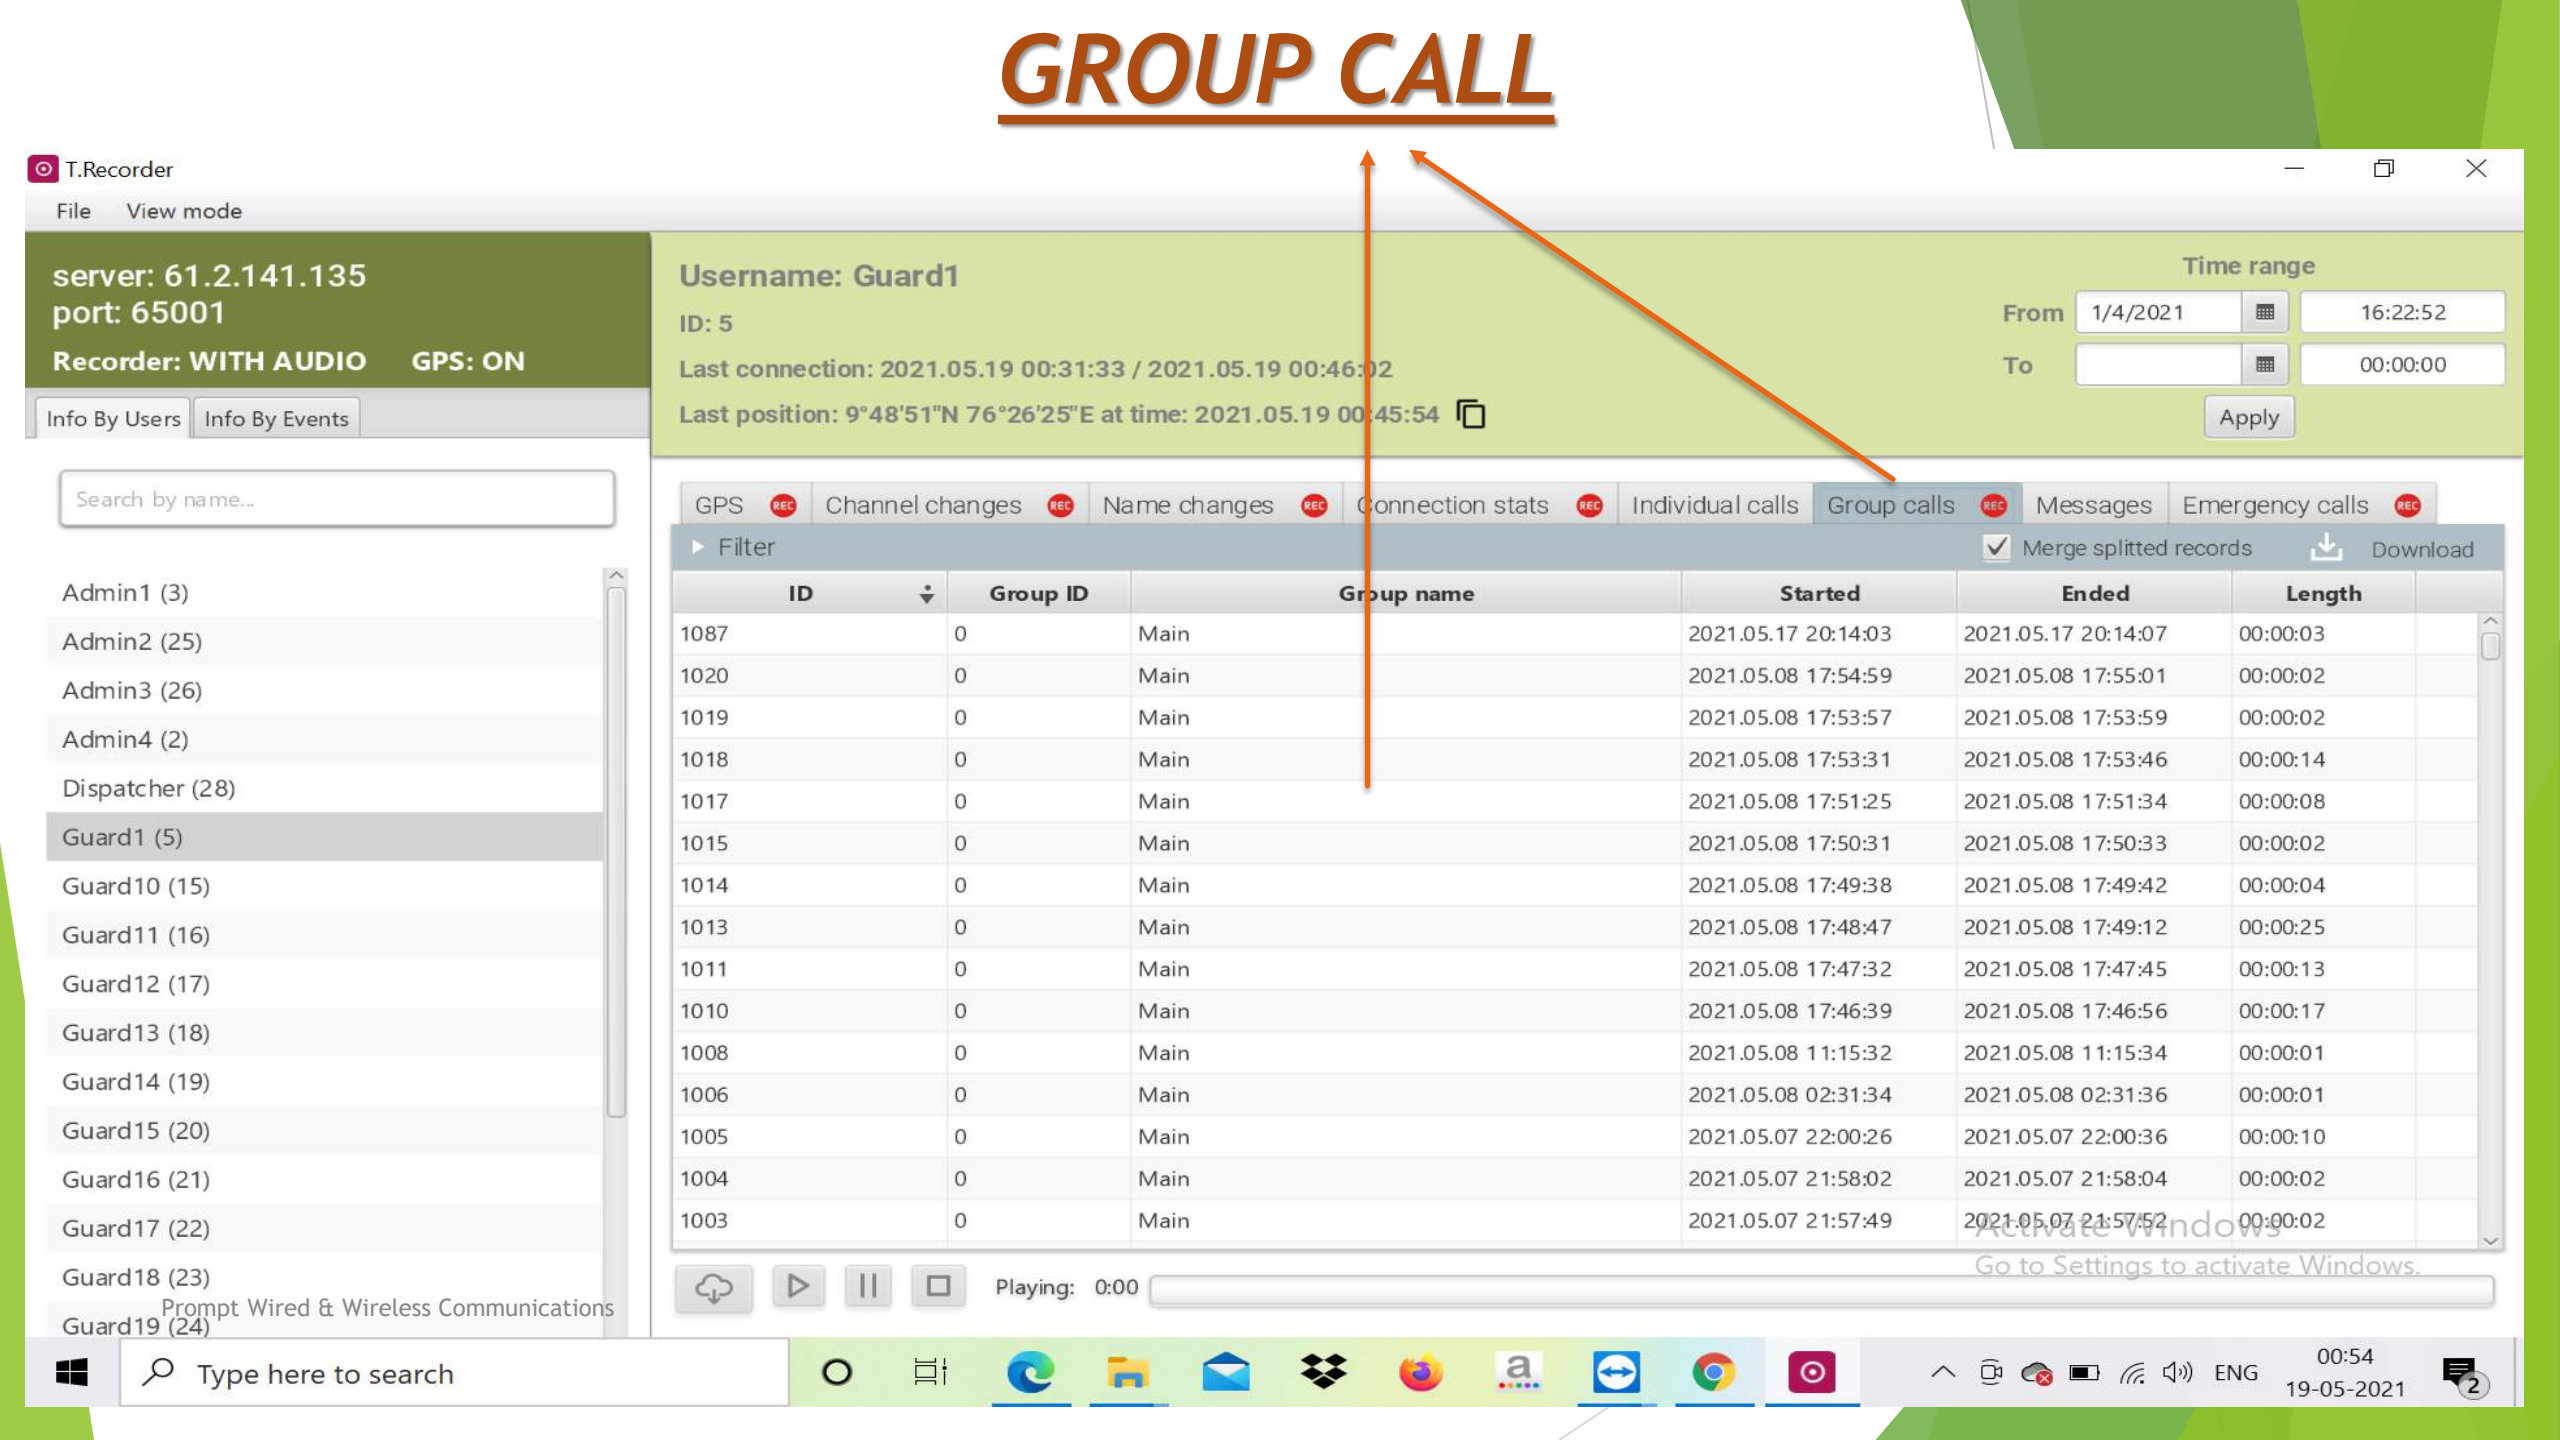 GROUP CALL
T.Recorder
File View mode
server: 61.2.141.135
port: 65001
Recorder: WITH AUDIO GPS: ON
Info By Users Info By Events
Search by name...
Admin1 (3)
Admin2 (25)
Admin3 (26)
Admin4 (2)
Dispatcher (28)
Guard1 (5)
Guard10 (15)
Guard11 (16)
Guard12 (17)
Guard13 (18)
Guard14 (19)
Guard15 (20)
Guard16 (21)
Guard17 (22)
Guard18 (23)
Guard19 (24)
Prompt Wired & Wireless Communications
Username: Guard1
ID: 5
Last connection: 2021.05.19 00:31:33 / 2021.05.19 00:46:02
Last position: 9°48'51"N 76°26'25"E at time: 2021.05.19 00:45:54
Time range
From 1/4/2021 16:22:52
To 00:00:00
Apply
GPS REC Channel changes REC Name changes REC Connection stats REC Individual calls Group calls REC Messages Emergency calls REC
Filter Merge splitted records Download
ID Group ID Group name Started Ended Length
1087 0 Main 2021.05.17 20:14:03 2021.05.17 20:14:07 00:00:03
1020 0 Main 2021.05.08 17:54:59 2021.05.08 17:55:01 00:00:02
1019 0 Main 2021.05.08 17:53:57 2021.05.08 17:53:59 00:00:02
1018 0 Main 2021.05.08 17:53:31 2021.05.08 17:53:46 00:00:14
1017 0 Main 2021.05.08 17:51:25 2021.05.08 17:51:34 00:00:08
1015 0 Main 2021.05.08 17:50:31 2021.05.08 17:50:33 00:00:02
1014 0 Main 2021.05.08 17:49:38 2021.05.08 17:49:42 00:00:04
1013 0 Main 2021.05.08 17:48:47 2021.05.08 17:49:12 00:00:25
1011 0 Main 2021.05.08 17:47:32 2021.05.08 17:47:45 00:00:13
1010 0 Main 2021.05.08 17:46:39 2021.05.08 17:46:56 00:00:17
1008 0 Main 2021.05.08 11:15:32 2021.05.08 11:15:34 00:00:01
1006 0 Main 2021.05.08 02:31:34 2021.05.08 02:31:36 00:00:01
1005 0 Main 2021.05.07 22:00:26 2021.05.07 22:00:36 00:00:10
1004 0 Main 2021.05.07 21:58:02 2021.05.07 21:58:04 00:00:02
1003 0 Main 2021.05.07 21:57:49 2021.05.07 21:57:52 00:00:02
Activate Windows
Go to Settings to activate Windows.
Playing: 0:00
Type here to search
a
ENG
00:54
19-05-2021
2